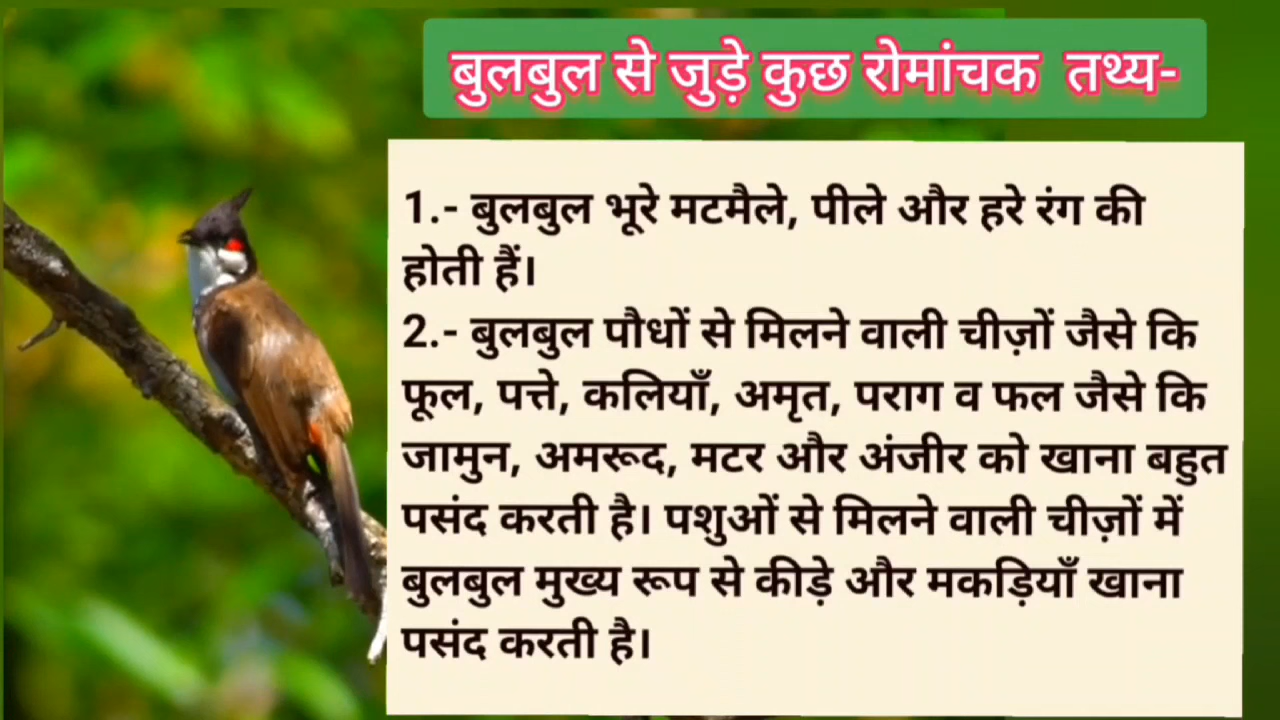 बुलबुल से जुड़े कुछ रोमांचक तथ्य-
1.- बुलबुल भूरे मटमैले, पीले और हरे रंग की
होती हैं।
2.- बुलबुल पौधों से मिलने वाली चीज़ों जैसे कि
फूल, पत्ते, कलियाँ, अमृत, पराग व फल जैसे कि
जामुन, अमरूद, मटर और अंजीर को खाना बहुत
पसंद करती है। पशुओं से मिलने वाली चीज़ों में
बुलबुल मुख्य रूप से कीड़े और मकड़ियाँ खाना
पसंद करती है।